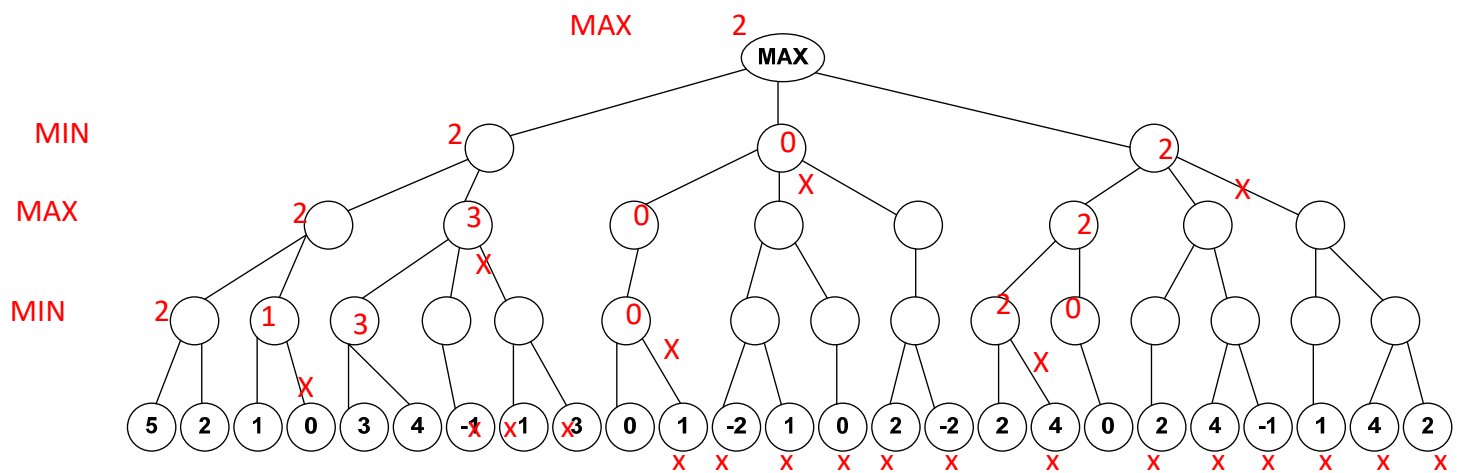 MAX 2
MAX
MIN 2 0 2
X X
MAX 2 3 0 2
X
MIN 2 1 3 0 2 0
X X
X
5 2 1 0 3 4 -1 1 3 0 1 -2 1 0 2 -2 2 4 0 2 4 -1 1 4 2
x x x
x x x x x x x x x x x x